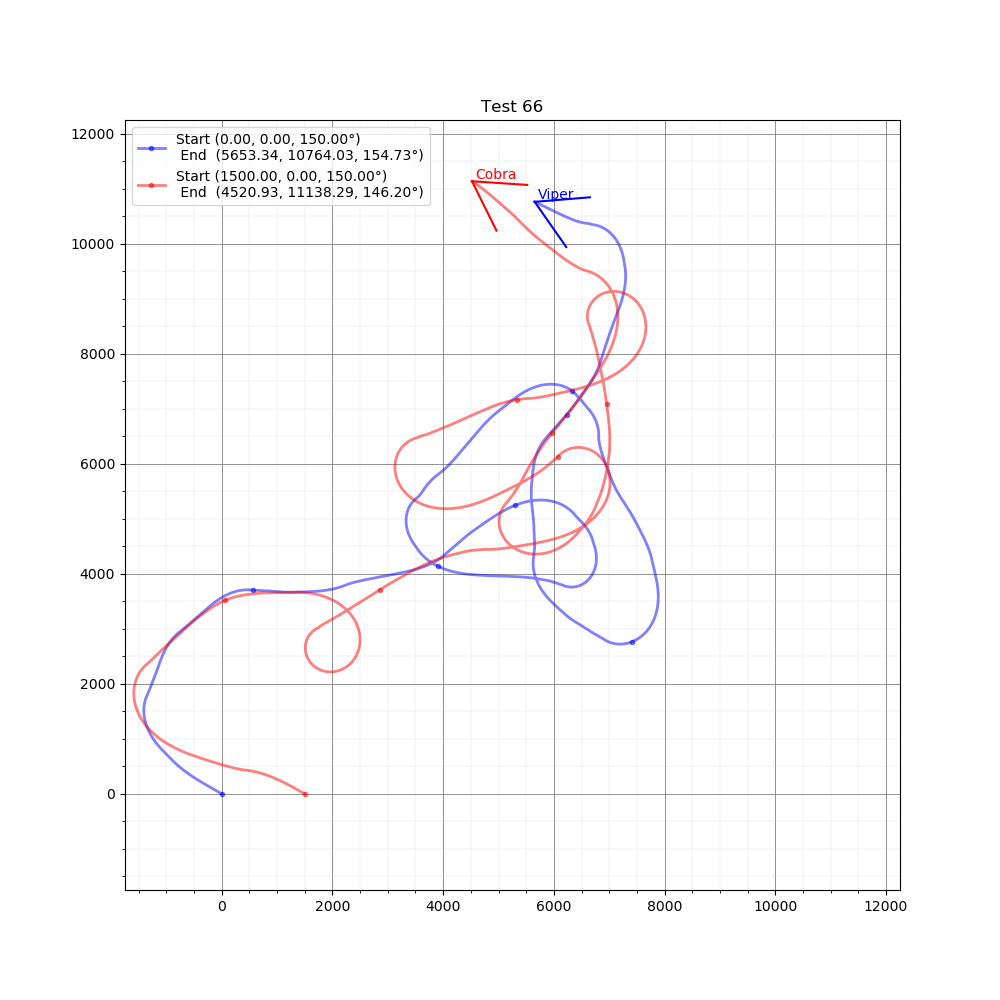 Test 66
Start (0.00, 0.00, 150.00°)
End (5653.34, 10764.03, 154.73°)
Start (1500.00, 0.00, 150.00°)
End (4520.93, 11138.29, 146.20°)
Cobra
Viper
12000
10000
8000
6000
4000
2000
0
0 2000 4000 6000 8000 10000 12000